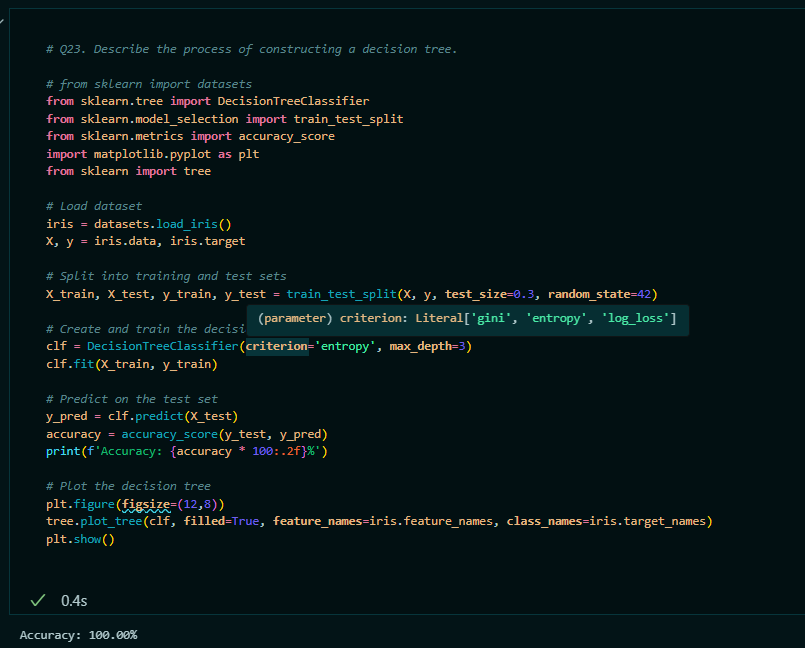 # Q23. Describe the process of constructing a decision tree.
# from sklearn import datasets
from sklearn.tree import DecisionTreeClassifier
from sklearn.model_selection import train_test_split
from sklearn.metrics import accuracy_score
import matplotlib.pyplot as plt
from sklearn import tree
# Load dataset
iris = datasets.load_iris()
X, y = iris.data, iris.target
# Split into training and test sets
X_train, X_test, y_train, y_test = train_test_split(X, y, test_size=0.3, random_state=42)
(parameter) criterion: Literal['gini', 'entropy', 'log_loss']
# Create and train the decisi
clf = DecisionTreeClassifier(criterion='entropy', max_depth=3)
clf.fit(X_train, y_train)
# Predict on the test set
y_pred = clf.predict(X_test)
accuracy = accuracy_score(y_test, y_pred)
print(f'Accuracy: {accuracy * 100:.2f}%')
# Plot the decision tree
plt.figure(figsize=(12,8))
tree.plot_tree(clf, filled=True, feature_names=iris.feature_names, class_names=iris.target_names)
plt.show()
0.4s
Accuracy: 100.00%